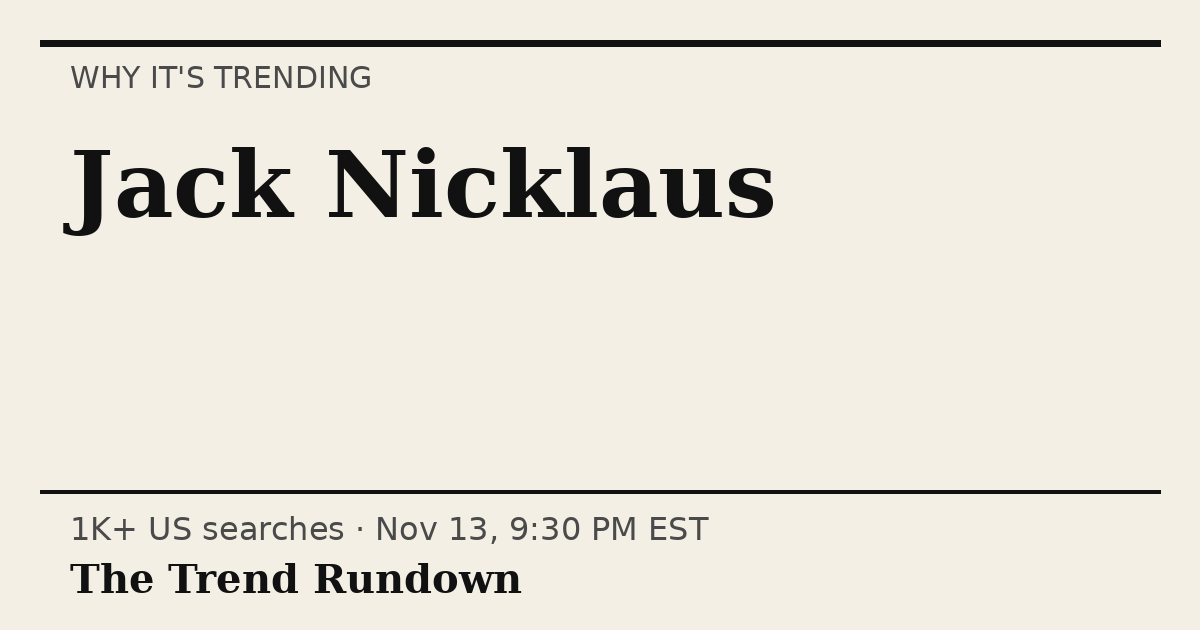 WHY IT'S TRENDING
Jack Nicklaus
1K+ US searches · Nov 13, 9:30 PM EST
The Trend Rundown